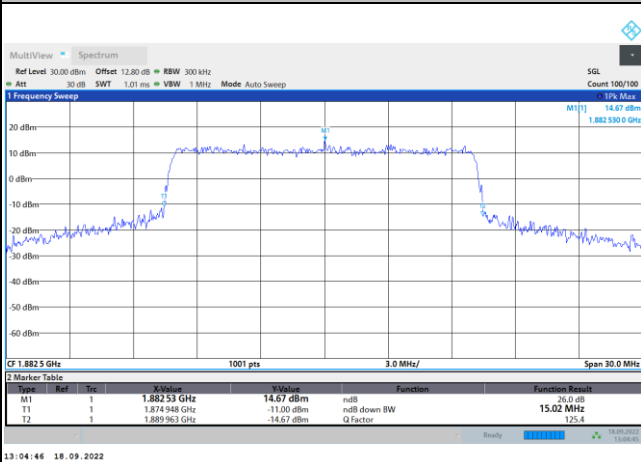 MultiView Spectrum
Ref Level 30.00 dBm Offset 12.80 dB RBW 300 kHz SGL
Att 30 dB SWT 1.01 ms VBW 1 MHz Mode Auto Sweep Count 100/100
1 Frequency Sweep 1Pk Max
M1[1] 14.67 dBm
1.882 530 0 GHz
M1
20 dBm
10 dBm
0 dBm
T1
-10 dBm
-20 dBm
-30 dBm
-40 dBm
-50 dBm
-60 dBm
CF 1.882 5 GHz 1001 pts 3.0 MHz/ Span 30.0 MHz
2 Marker Table
Type Ref Trc X-Value Y-Value Function Function Result
M1 1 1.882 53 GHz 14.67 dBm ndB 26.0 dB
T1 1 1.874 948 GHz -11.00 dBm ndB down BW 15.02 MHz
T2 1 1.889 963 GHz -14.67 dBm Q Factor 125.4
Ready 18.09.2022
13:04:45
13:04:46 18.09.2022